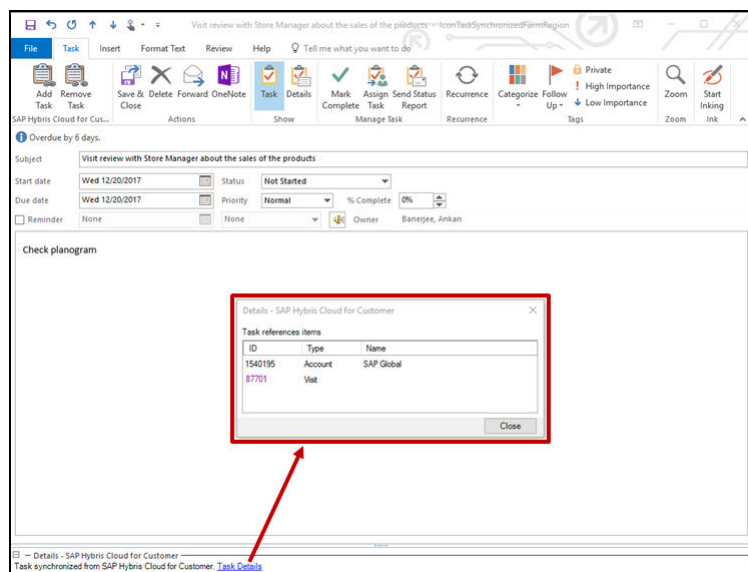 Visit review with Store Manager about the sales of the products - IconTaskSynchronizedFormRegion
File Task Insert Format Text Review Help Tell me what you want to do
Add Task
Remove Task
Save & Close
Delete
Forward
OneNote
Task
Details
Mark Complete
Assign Task
Send Status Report
Recurrence
Categorize
Follow Up
Private
High Importance
Low Importance
Zoom
Start Inking
SAP Hybris Cloud for Cus... Actions Show Manage Task Recurrence Tags Zoom Ink
Overdue by 6 days.
Subject Visit review with Store Manager about the sales of the products
Start date Wed 12/20/2017 Status Not Started
Due date Wed 12/20/2017 Priority Normal % Complete 0%
Reminder None None Owner Banerjee, Ankan
Check planogram
Details - SAP Hybris Cloud for Customer
Task references items
ID Type Name
1540195 Account SAP Global
87701 Visit
Close
Details - SAP Hybris Cloud for Customer
Task synchronized from SAP Hybris Cloud for Customer. Task Details